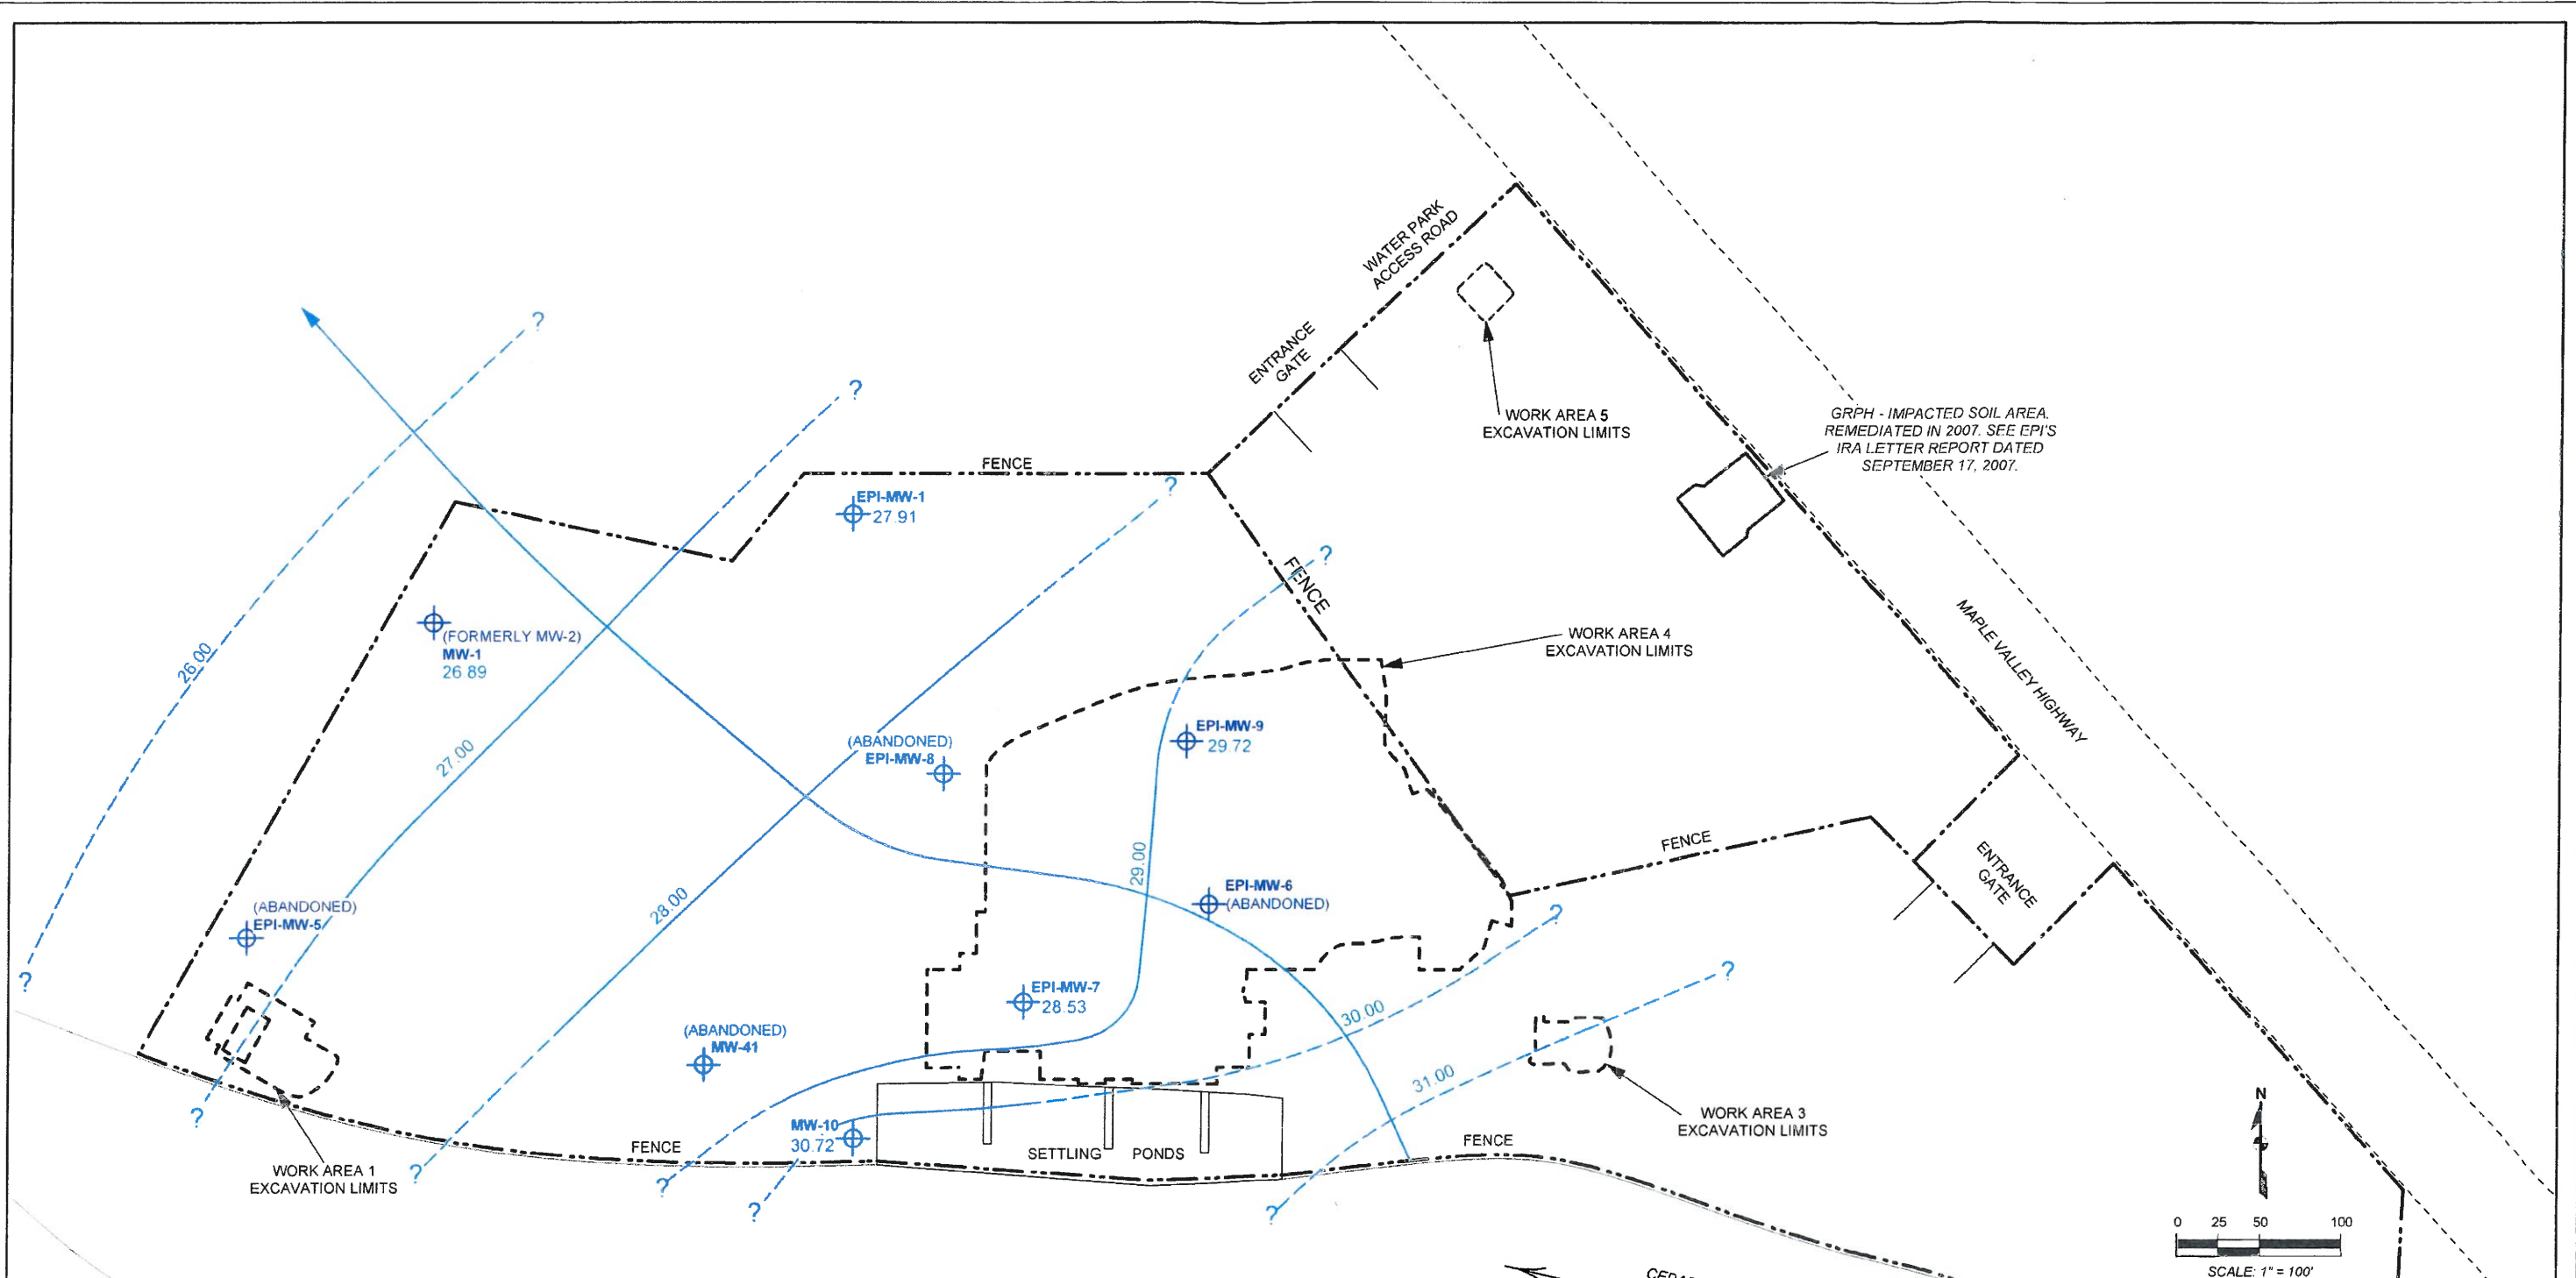 WATER PARK
ACCESS ROAD
?
ENTRANCE
GATE
?
WORK AREA 5
EXCAVATION LIMITS
GRPH - IMPACTED SOIL AREA.
REMEDIATED IN 2007. SEE EPI'S
IRA LETTER REPORT DATED
SEPTEMBER 17, 2007.
FENCE
?
EPI-MW-1
27.91
?
FENCE
(FORMERLY MW-2)
MW-1
26.89
26.00
WORK AREA 4
EXCAVATION LIMITS
MAPLE VALLEY HIGHWAY
27.00
(ABANDONED)
EPI-MW-8
EPI-MW-9
29.72
FENCE
29.00
ENTRANCE
GATE
28.00
EPI-MW-6
(ABANDONED)
(ABANDONED)
EPI-MW-5
?
?
?
EPI-MW-7
28.53
30.00
(ABANDONED)
MW-41
31.00
?
MW-10
30.72
WORK AREA 3
EXCAVATION LIMITS
N
FENCE
SETTLING PONDS
FENCE
WORK AREA 1
EXCAVATION LIMITS
?
?
?
?
0 25 50 100
SCALE: 1" = 100'